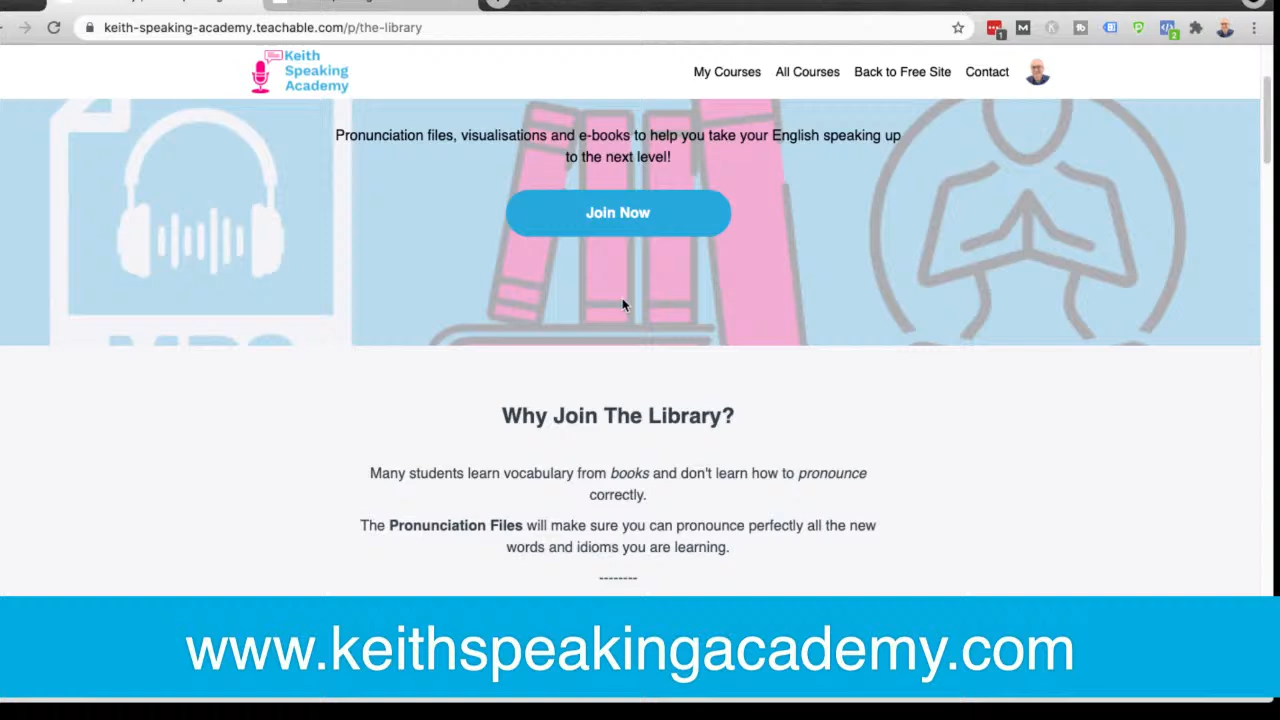 keith-speaking-academy.teachable.com/p/the-library
Keith
Speaking
Academy
My Courses
All Courses
Back to Free Site
Contact
Pronunciation files, visualisations and e-books to help you take your English speaking up
to the next level!
Join Now
Why Join The Library?
Many students learn vocabulary from books and don't learn how to pronounce
correctly.
The Pronunciation Files will make sure you can pronounce perfectly all the new
words and idioms you are learning.
--------
www.keithspeakingacademy.com